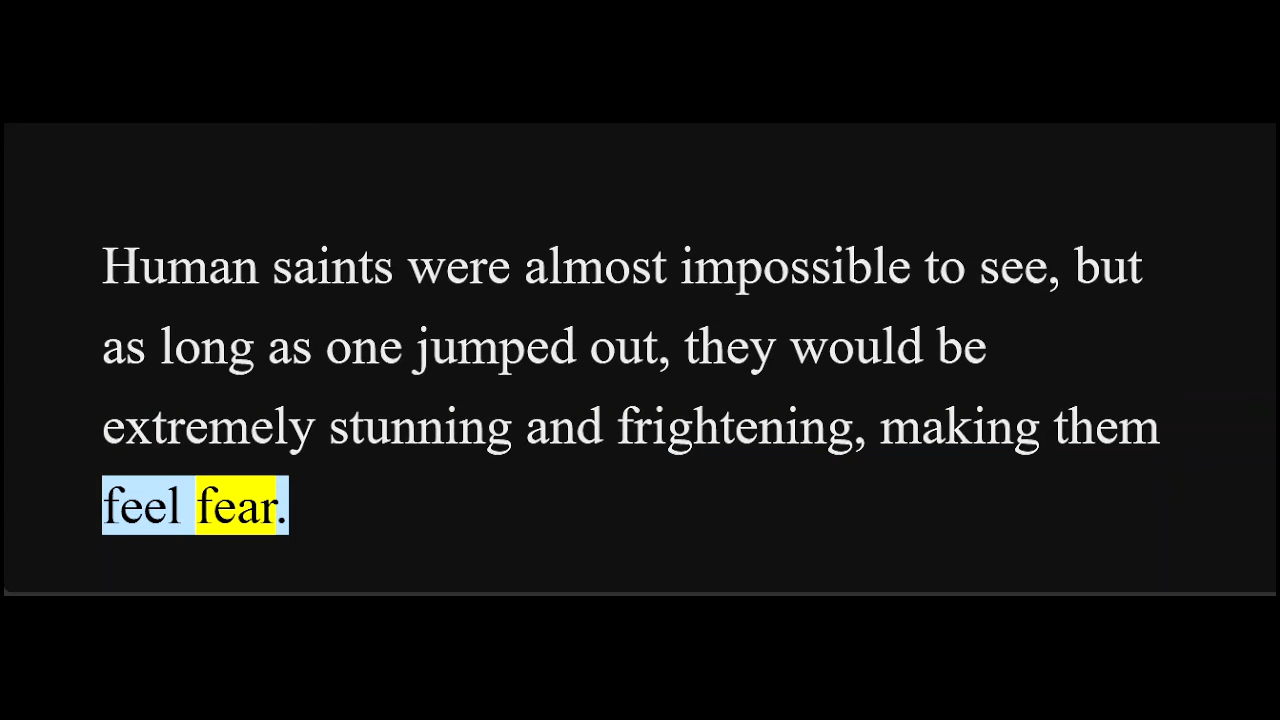 Human saints were almost impossible to see, but
as long as one jumped out, they would be
extremely stunning and frightening, making them
feel fear.